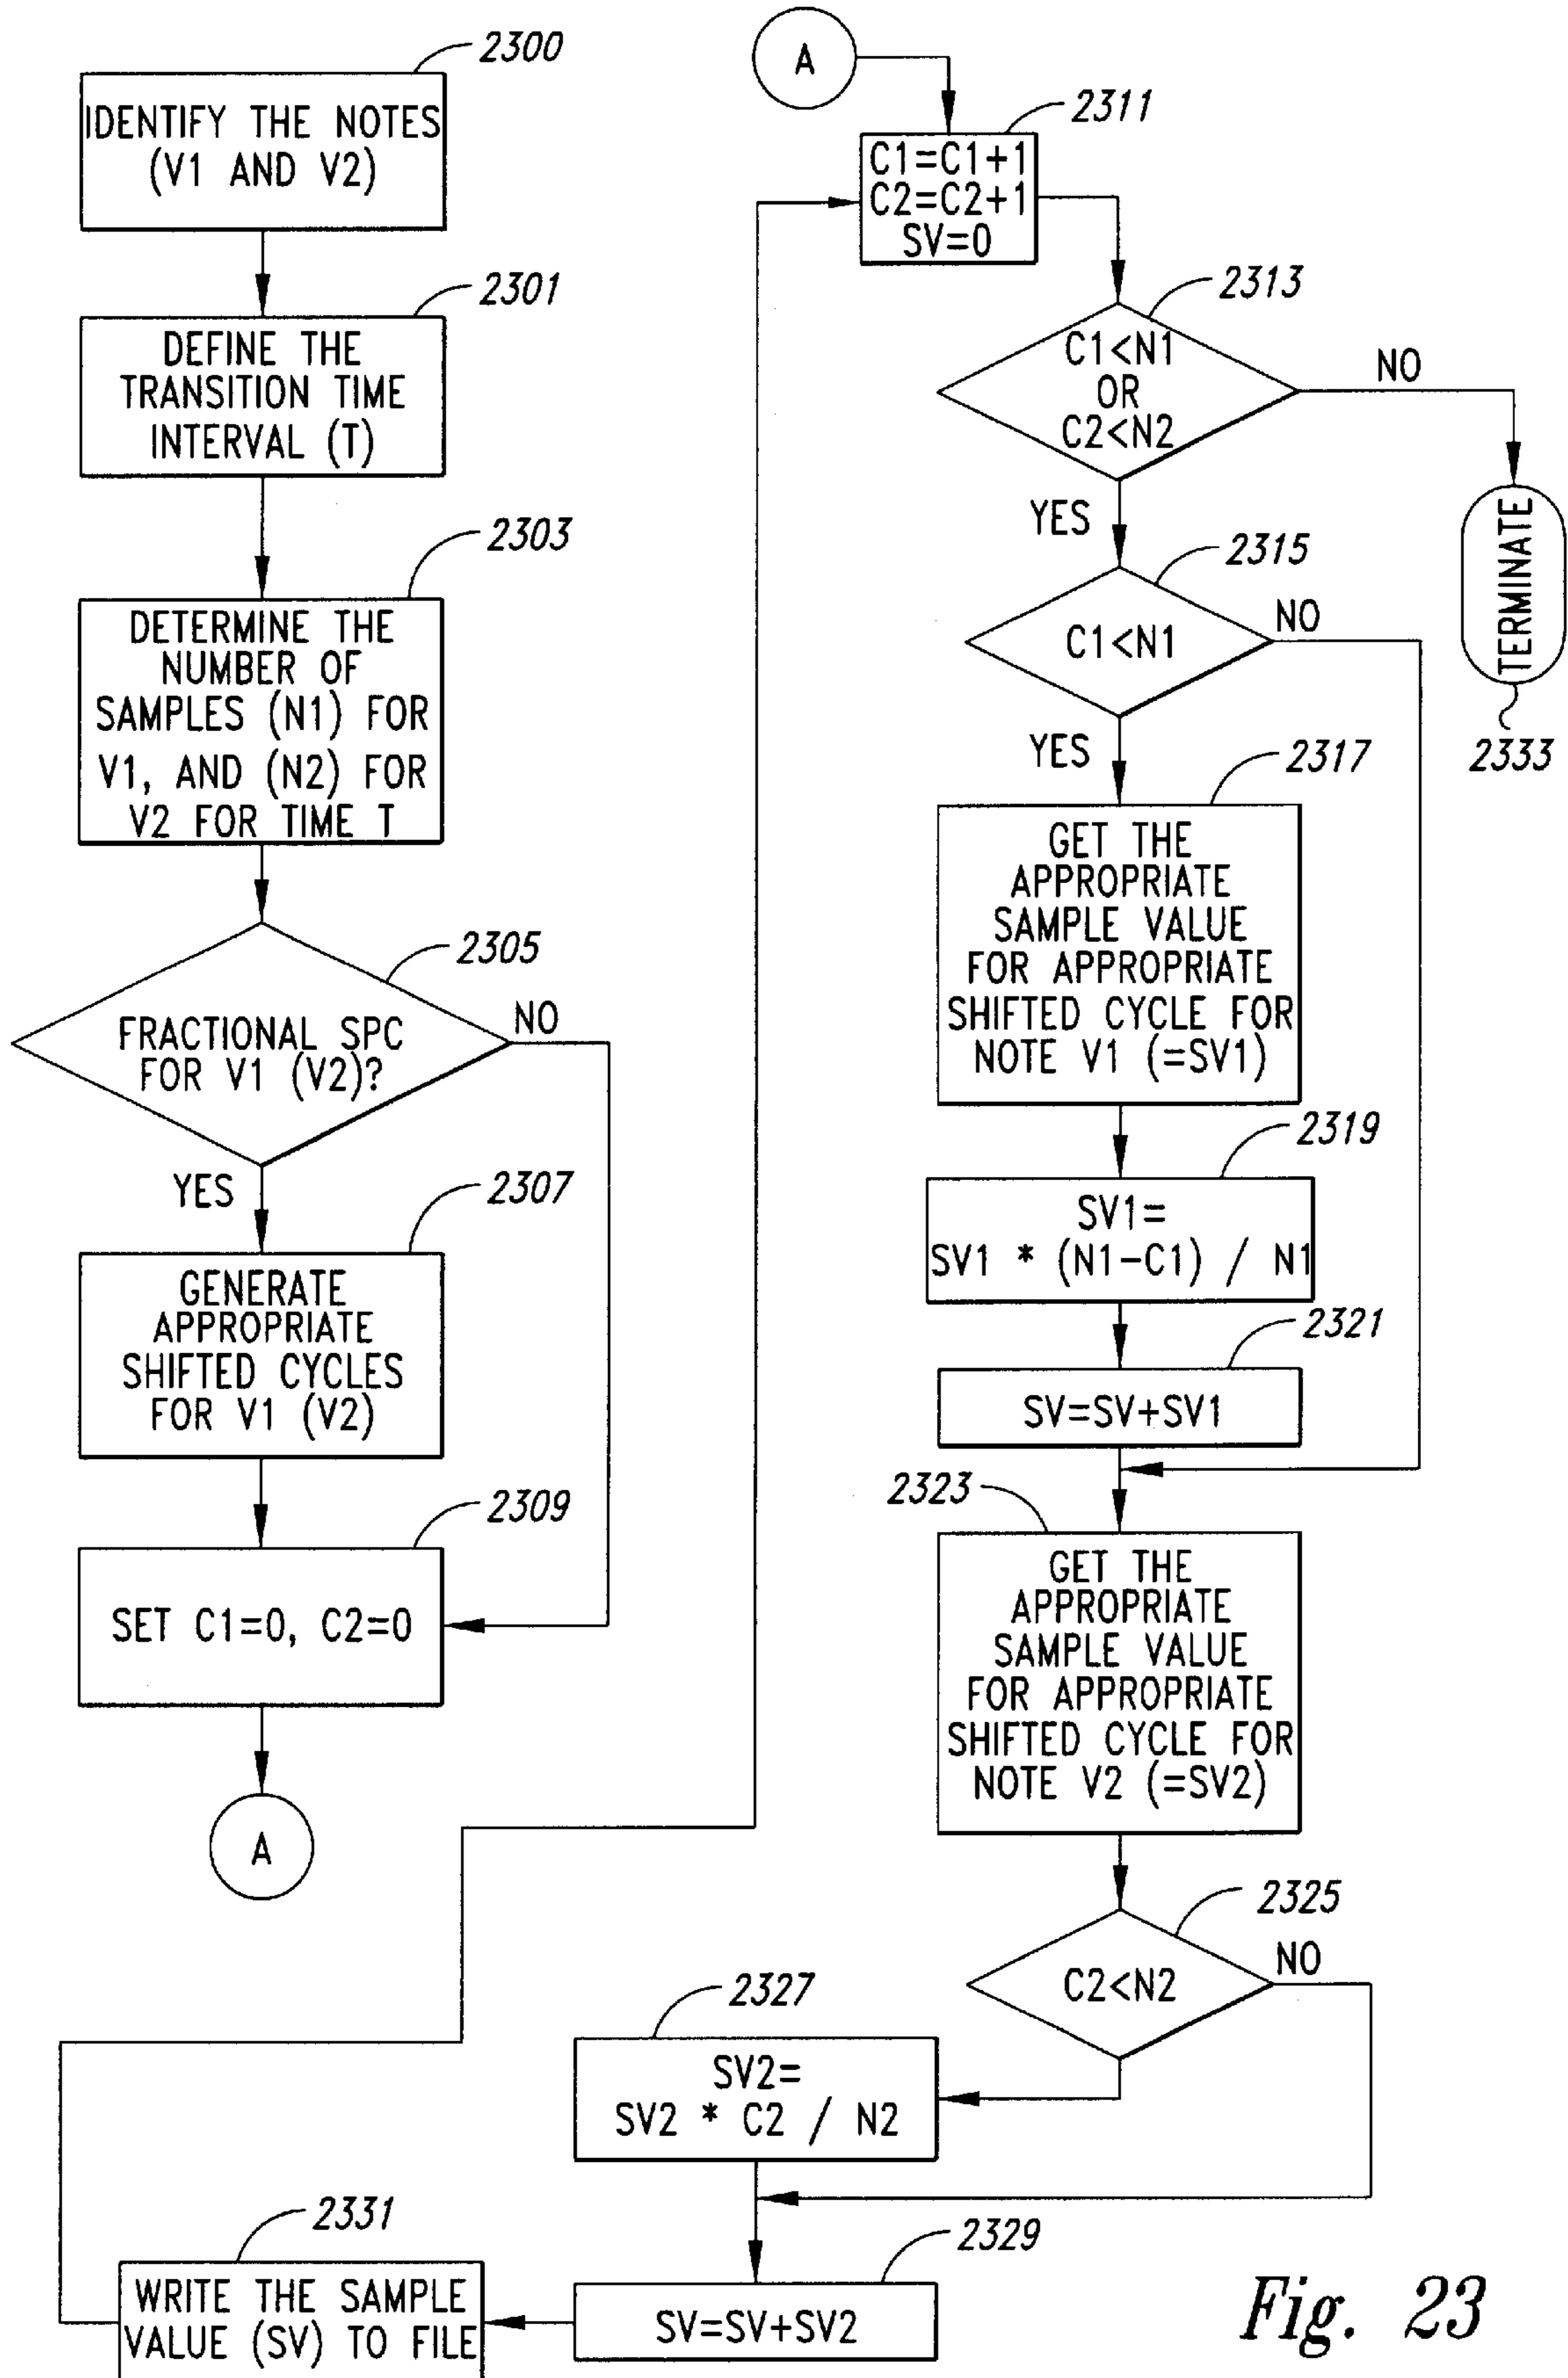 2300
IDENTIFY THE NOTES
(V1 AND V2)
2301
DEFINE THE
TRANSITION TIME
INTERVAL (T)
2303
DETERMINE THE
NUMBER OF
SAMPLES (N1) FOR
V1, AND (N2) FOR
V2 FOR TIME T
2305
FRACTIONAL SPC
FOR V1 (V2)?
NO
YES
2307
GENERATE
APPROPRIATE
SHIFTED CYCLES
FOR V1 (V2)
2309
SET C1=0, C2=0
A
A
2311
C1=C1+1
C2=C2+1
SV=0
2313
C1<N1
OR
C2<N2
NO
YES
TERMINATE
2333
2315
C1<N1
NO
YES
2317
GET THE
APPROPRIATE
SAMPLE VALUE
FOR APPROPRIATE
SHIFTED CYCLE FOR
NOTE V1 (=SV1)
2319
SV1=
SV1 * (N1-C1) / N1
2321
SV=SV+SV1
2323
GET THE
APPROPRIATE
SAMPLE VALUE
FOR APPROPRIATE
SHIFTED CYCLE FOR
NOTE V2 (=SV2)
2325
C2<N2
NO
2327
SV2=
SV2 * C2 / N2
2329
SV=SV+SV2
2331
WRITE THE SAMPLE
VALUE (SV) TO FILE
Fig. 23